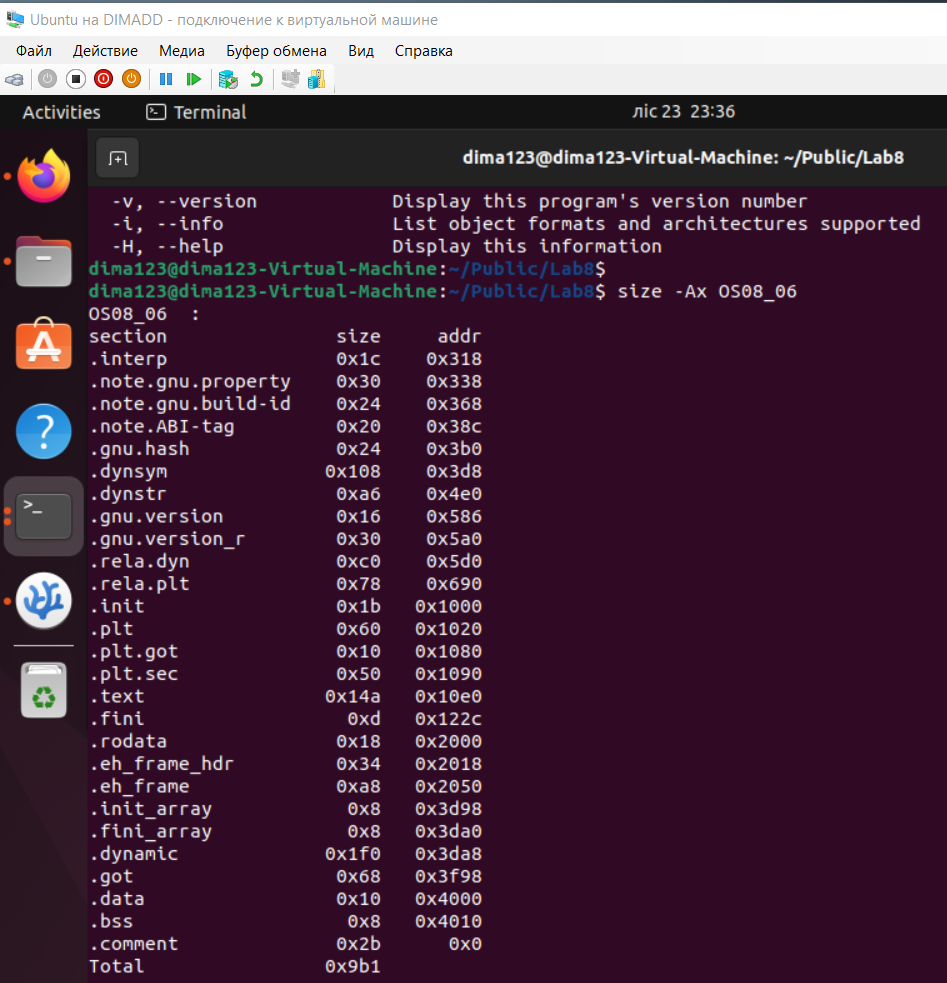 Ubuntu на DIMADD - подключение к виртуальной машине
Файл Действие Медиа Буфер обмена Вид Справка
Activities Terminal ліс 23 23:36
dima123@dima123-Virtual-Machine: ~/Public/Lab8
-v, --version Display this program's version number
-i, --info List object formats and architectures supported
-H, --help Display this information
dima123@dima123-Virtual-Machine:~/Public/Lab8$
dima123@dima123-Virtual-Machine:~/Public/Lab8$ size -Ax OS08_06
OS08_06 :
section size addr
.interp 0x1c 0x318
.note.gnu.property 0x30 0x338
.note.gnu.build-id 0x24 0x368
.note.ABI-tag 0x20 0x38c
.gnu.hash 0x24 0x3b0
.dynsym 0x108 0x3d8
.dynstr 0xa6 0x4e0
.gnu.version 0x16 0x586
.gnu.version_r 0x30 0x5a0
.rela.dyn 0xc0 0x5d0
.rela.plt 0x78 0x690
.init 0x1b 0x1000
.plt 0x60 0x1020
.plt.got 0x10 0x1080
.plt.sec 0x50 0x1090
.text 0x14a 0x10e0
.fini 0xd 0x122c
.rodata 0x18 0x2000
.eh_frame_hdr 0x34 0x2018
.eh_frame 0xa8 0x2050
.init_array 0x8 0x3d98
.fini_array 0x8 0x3da0
.dynamic 0x1f0 0x3da8
.got 0x68 0x3f98
.data 0x10 0x4000
.bss 0x8 0x4010
.comment 0x2b 0x0
Total 0x9b1